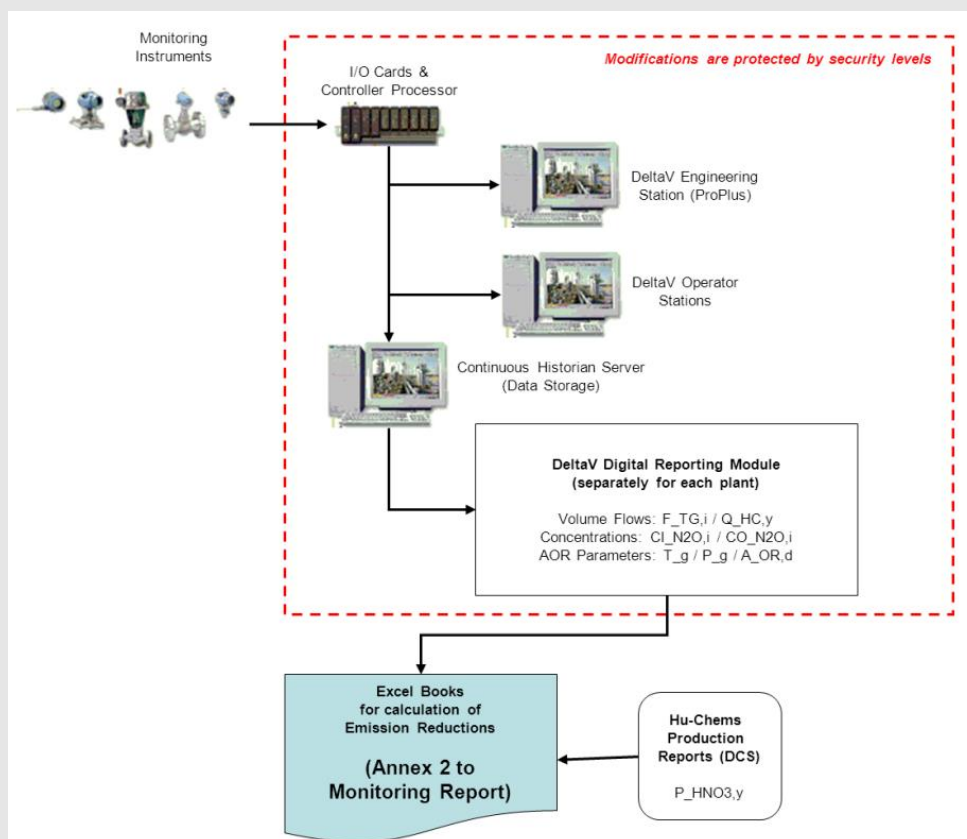 Monitoring
Instruments
Modifications are protected by security levels
I/O Cards &
Controller Processor
DeltaV Engineering
Station (ProPlus)
DeltaV Operator
Stations
Continuous Historian Server
(Data Storage)
DeltaV Digital Reporting Module
(separately for each plant)
Volume Flows: F_TG,i / Q_HC,y
Concentrations: CI_N2O,i / CO_N2O,i
AOR Parameters: T_g / P_g / A_OR,d
Excel Books
for calculation of
Emission Reductions
(Annex 2 to
Monitoring Report)
Hu-Chems
Production
Reports (DCS)
P_HNO3,y